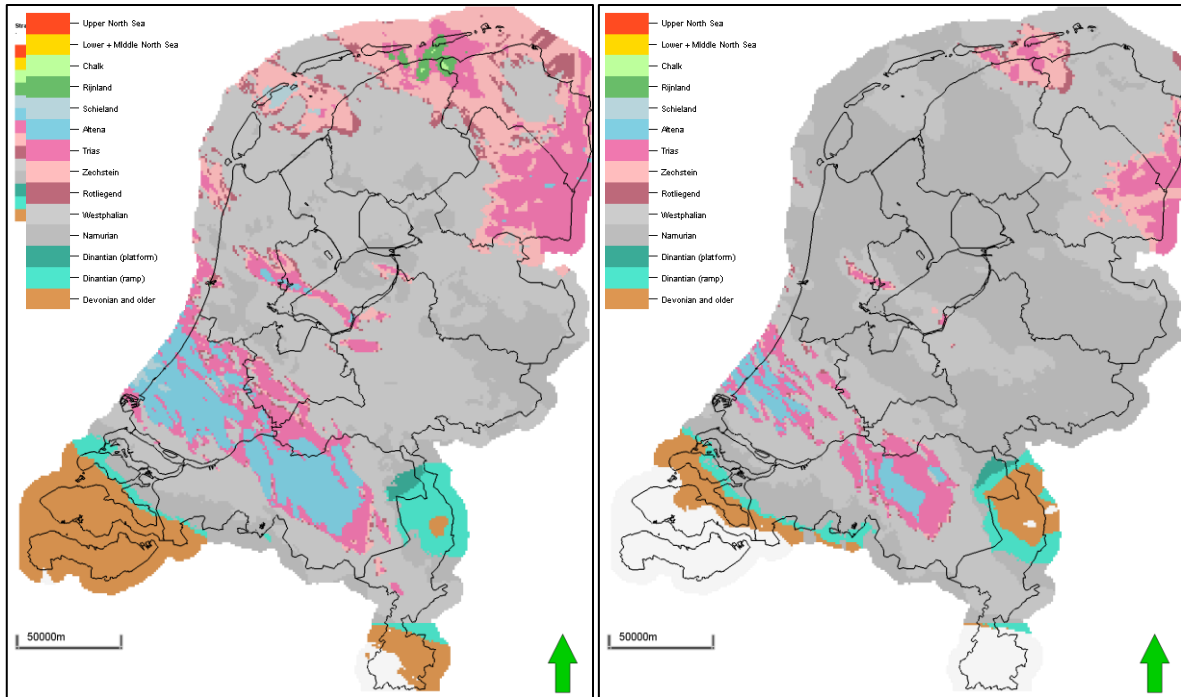 Upper North Sea
Stra
Lower + Middle North Sea
Chalk
Rijnland
Schieland
Altena
Trias
Zechstein
Rotliegend
Westphalian
Namurian
Dinantian (platform)
Dinantian (ramp)
Devonian and older
50000m
Upper North Sea
Lower + Middle North Sea
Chalk
Rijnland
Schieland
Altena
Trias
Zechstein
Rotliegend
Westphalian
Namurian
Dinantian (platform)
Dinantian (ramp)
Devonian and older
50000m